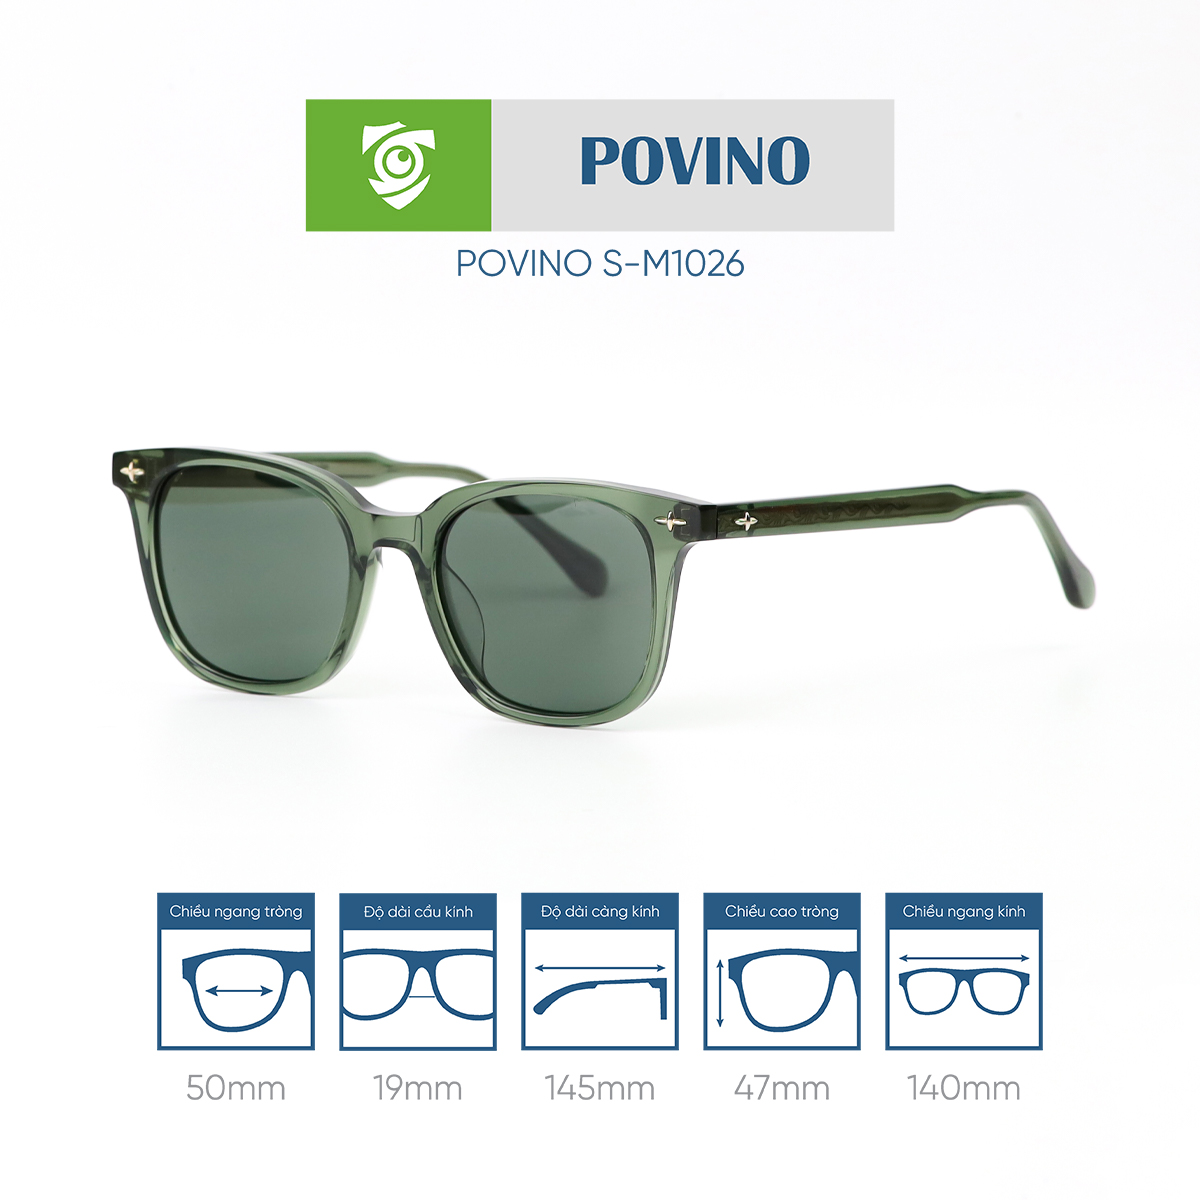 POVINO
POVINO S-M1026
Chiều ngang tròng
Độ dài cầu kính
Độ dài càng kính
Chiều cao tròng
Chiều ngang kính
50mm
19mm
145mm
47mm
140mm